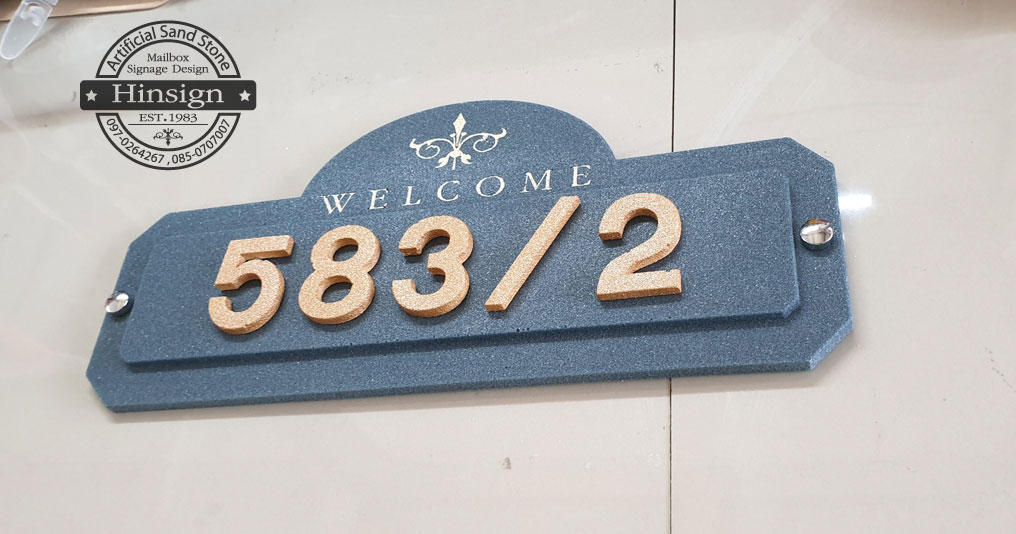 Artificial Sand Stone
Mailbox
Signage Design
Hinsign
EST.1983
097-0264267 , 085-0707007
WELCOME
583/2